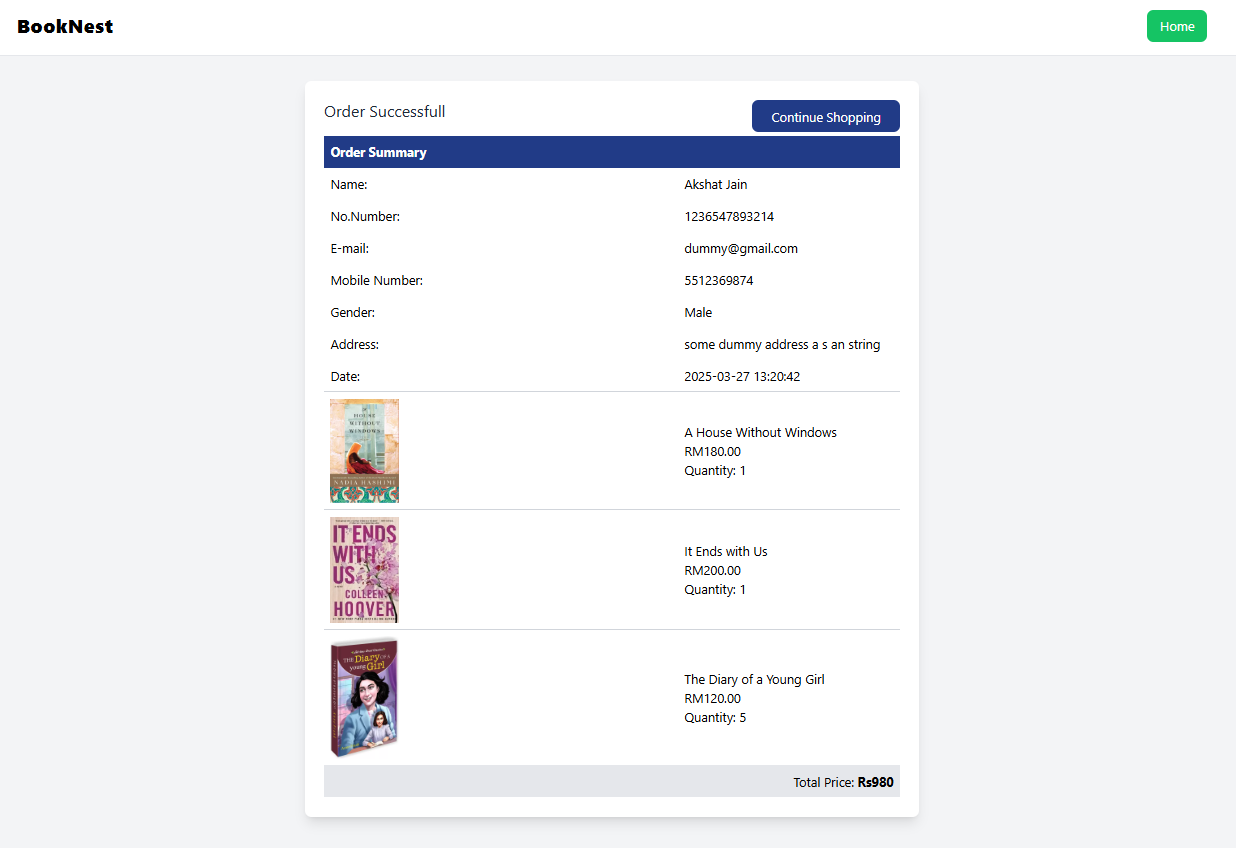 BookNest
Home
Order Successfull
Continue Shopping
Order Summary
Name: Akshat Jain
No.Number: 1236547893214
E-mail: dummy@gmail.com
Mobile Number: 5512369874
Gender: Male
Address: some dummy address a s an string
Date: 2025-03-27 13:20:42
A
HOUSE
WITHOUT
WINDOWS
NADIA HASHIMI
A House Without Windows
RM180.00
Quantity: 1
IT ENDS
WITH
US
COLLEEN
HOOVER
It Ends with Us
RM200.00
Quantity: 1
THE Diary OF A
young Girl
The Diary of a Young Girl
RM120.00
Quantity: 5
Total Price: Rs980